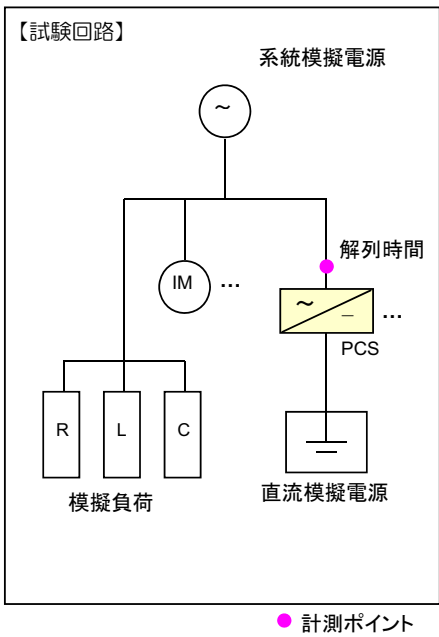 【試験回路】
系統模擬電源
~
解列時間
IM
...
~
–
...
PCS
R
L
C
模擬負荷
直流模擬電源
計測ポイント